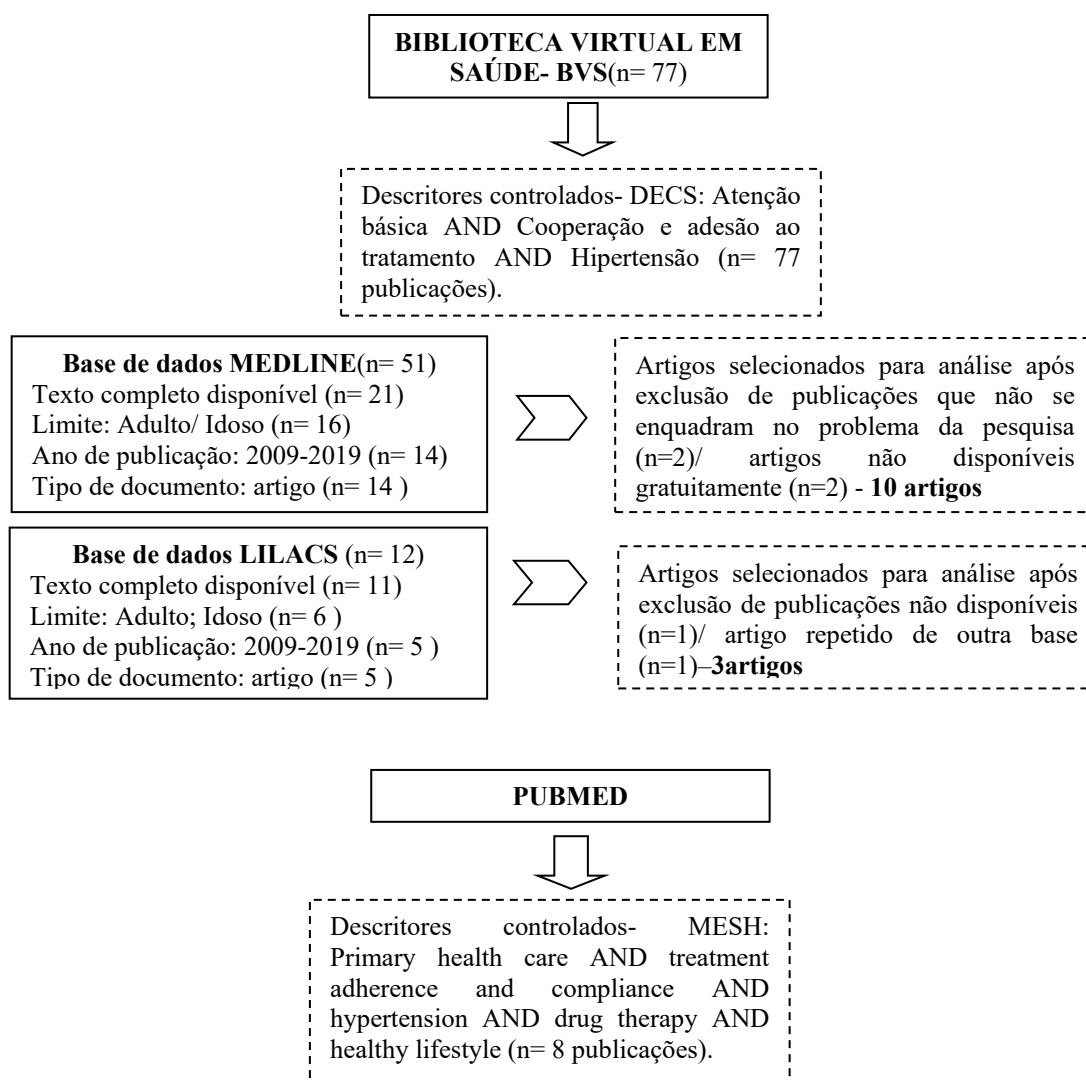 BIBLIOTECA VIRTUAL EM
SAÚDE- BVS(n= 77)
Descritores controlados- DECS: Atenção
básica AND Cooperação e adesão ao
tratamento AND Hipertensão (n= 77
publicações).
Base de dados MEDLINE(n= 51)
Texto completo disponível (n= 21)
Limite: Adulto/ Idoso (n= 16)
Ano de publicação: 2009-2019 (n= 14)
Tipo de documento: artigo (n= 14 )
Artigos selecionados para análise após
exclusão de publicações que não se
enquadram no problema da pesquisa
(n=2)/ artigos não disponíveis
gratuitamente (n=2) - 10 artigos
Base de dados LILACS (n= 12)
Texto completo disponível (n= 11)
Limite: Adulto; Idoso (n= 6 )
Ano de publicação: 2009-2019 (n= 5 )
Tipo de documento: artigo (n= 5 )
Artigos selecionados para análise após
exclusão de publicações não disponíveis
(n=1)/ artigo repetido de outra base
(n=1)–3artigos
PUBMED
Descritores controlados- MESH:
Primary health care AND treatment
adherence and compliance AND
hypertension AND drug therapy AND
healthy lifestyle (n= 8 publicações).